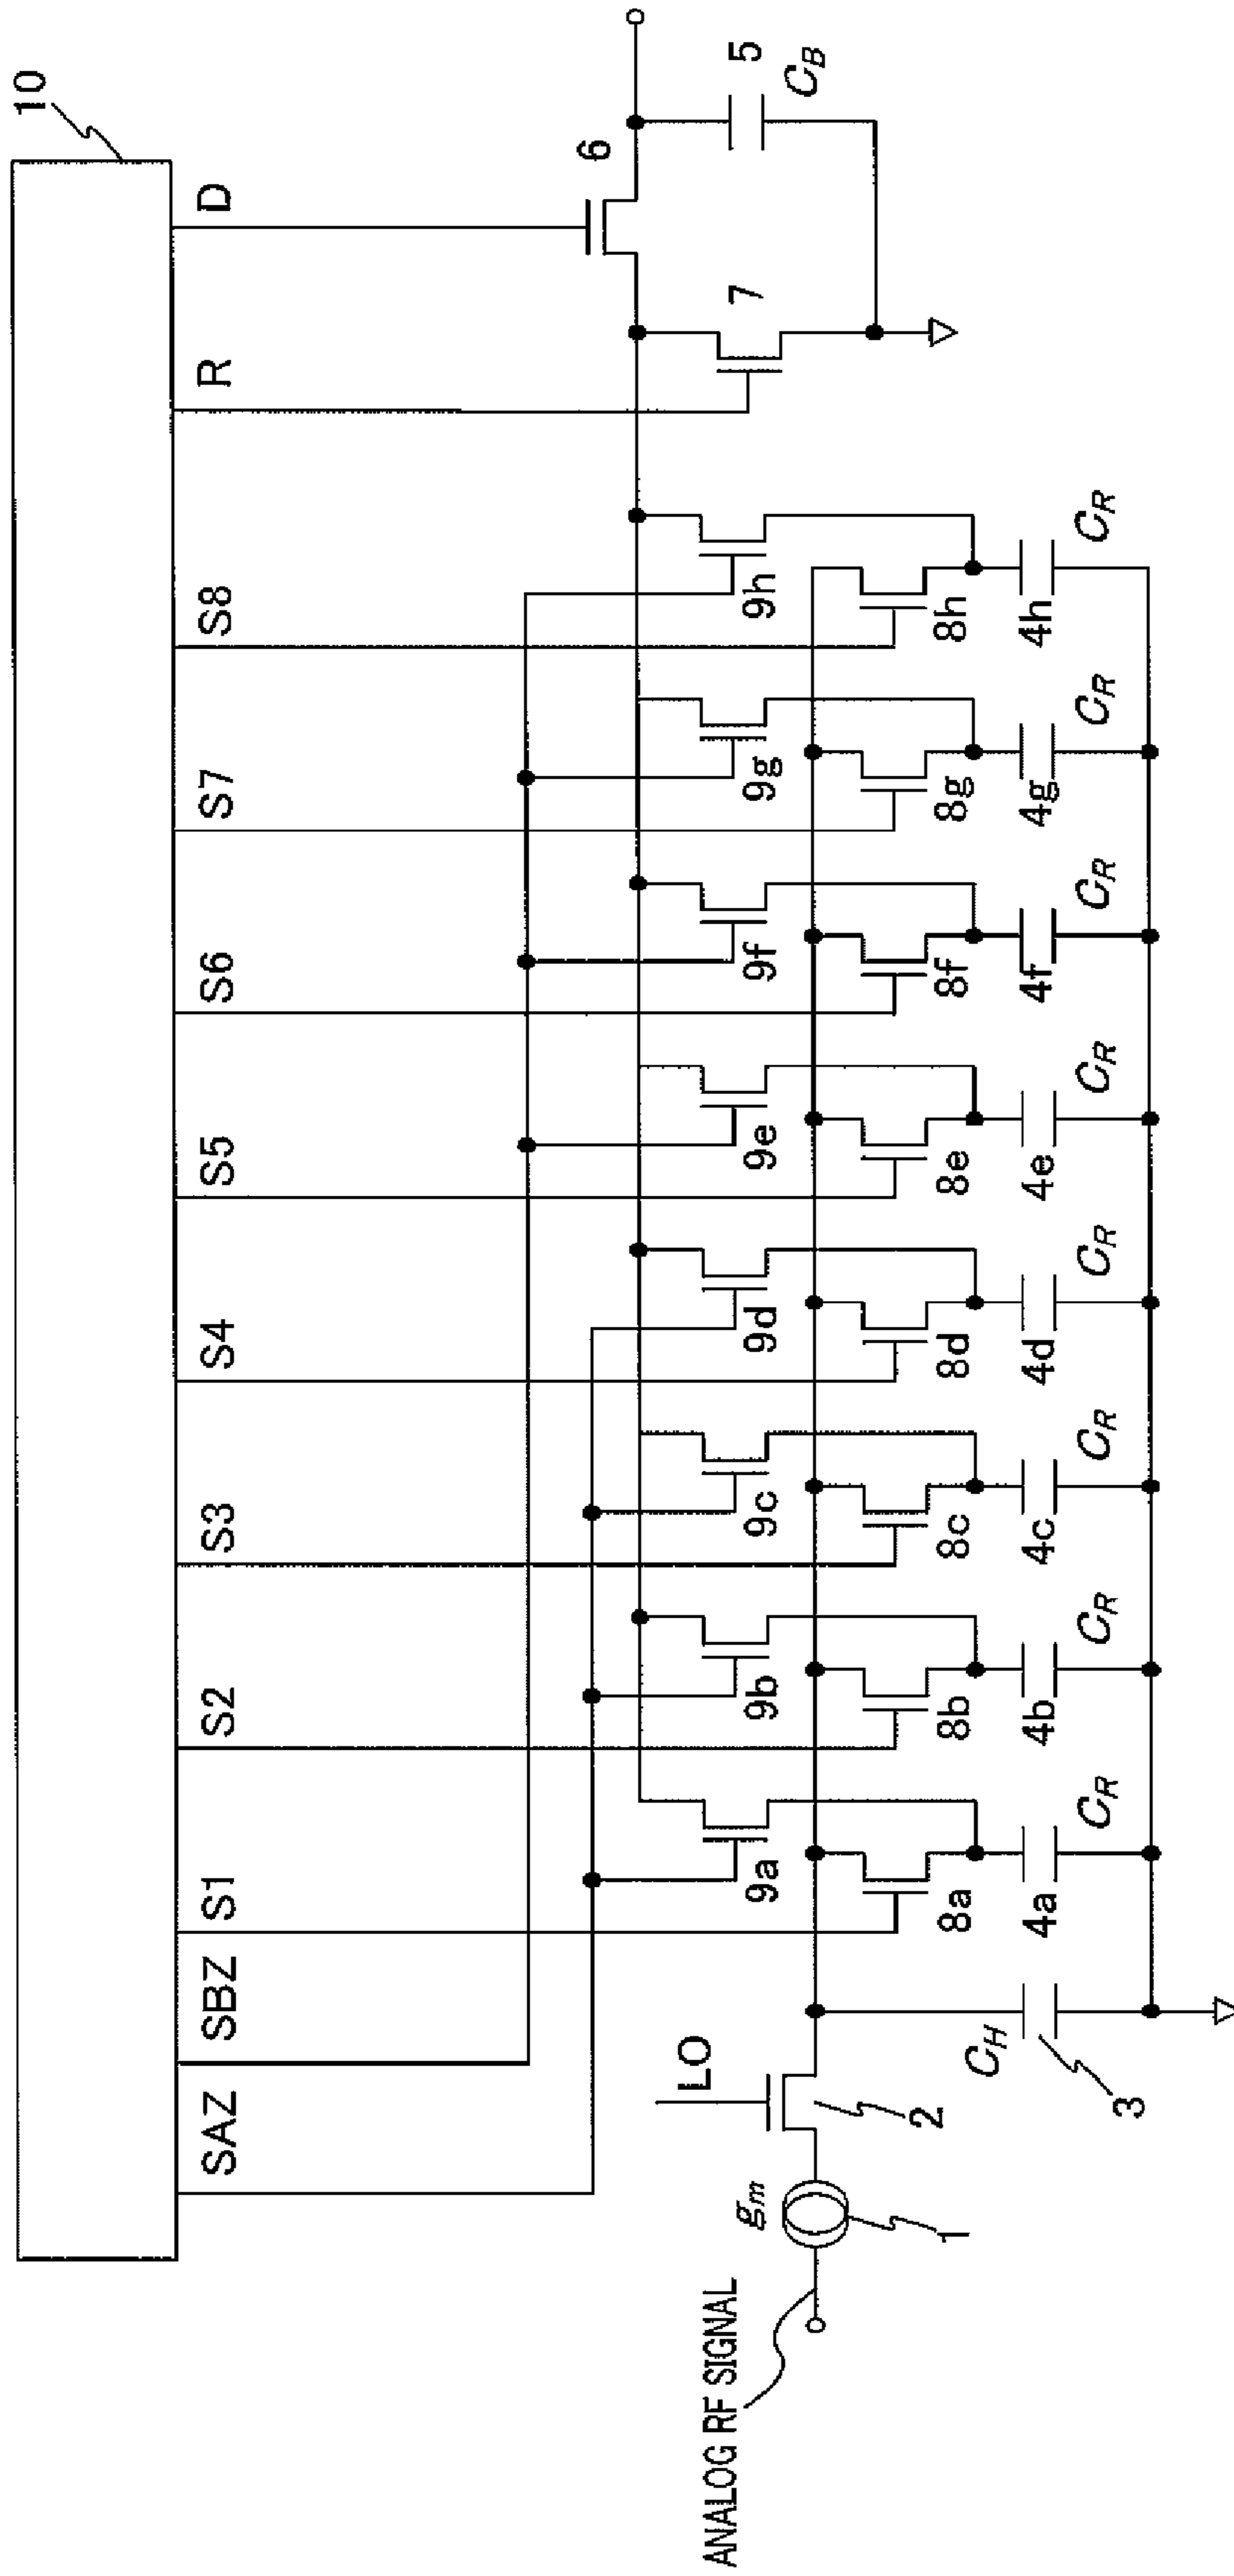 10
SAZ
SBZ
S1
S2
S3
S4
S5
S6
S7
S8
R
D
6
7
5
C_B
9a
9b
9c
9d
9e
9f
9g
9h
8a
8b
8c
8d
8e
8f
8g
8h
4a
4b
4c
4d
4e
4f
4g
4h
C_R
C_R
C_R
C_R
C_R
C_R
C_R
C_R
ANALOG RF SIGNAL
g_m
1
LO
2
C_H
3